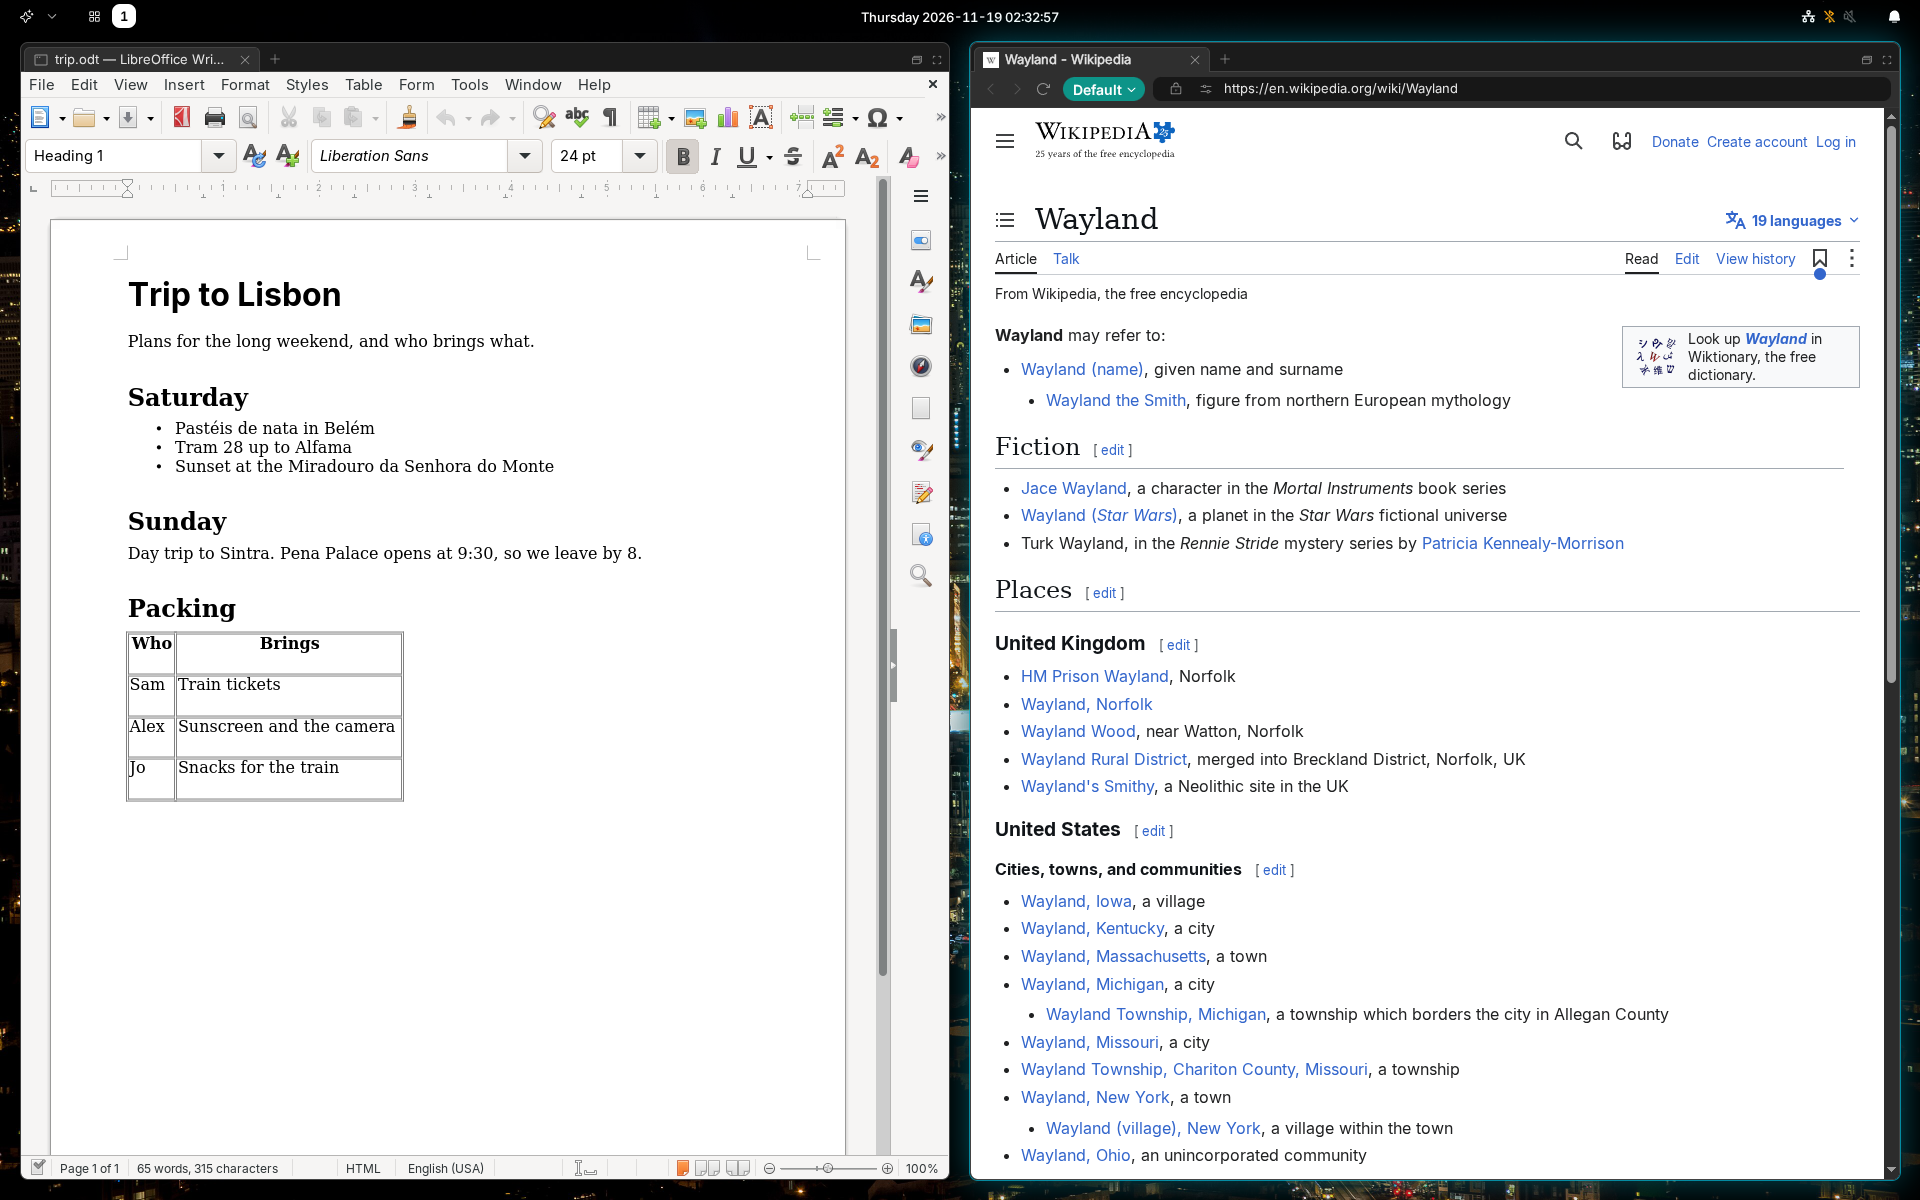 1
Thursday 2026-11-19 02:32:57
trip.odt — LibreOffice Wri...
File Edit View Insert Format Styles Table Form Tools Window Help
Heading 1
Liberation Sans
24 pt
1 2 3 4 5 6 7
Trip to Lisbon
Plans for the long weekend, and who brings what.
Saturday
• Pastéis de nata in Belém
• Tram 28 up to Alfama
• Sunset at the Miradouro da Senhora do Monte
Sunday
Day trip to Sintra. Pena Palace opens at 9:30, so we leave by 8.
Packing
Who Brings
Sam Train tickets
Alex Sunscreen and the camera
Jo Snacks for the train
Page 1 of 1 65 words, 315 characters HTML English (USA) 100%
Wayland - Wikipedia
Default https://en.wikipedia.org/wiki/Wayland
WIKIPEDIA 25
25 years of the free encyclopedia
Donate Create account Log in
Wayland
19 languages
Article Talk Read Edit View history
From Wikipedia, the free encyclopedia
Wayland may refer to:
Look up Wayland in
Wiktionary, the free
dictionary.
• Wayland (name), given name and surname
• Wayland the Smith, figure from northern European mythology
Fiction [ edit ]
• Jace Wayland, a character in the Mortal Instruments book series
• Wayland (Star Wars), a planet in the Star Wars fictional universe
• Turk Wayland, in the Rennie Stride mystery series by Patricia Kennealy-Morrison
Places [ edit ]
United Kingdom [ edit ]
• HM Prison Wayland, Norfolk
• Wayland, Norfolk
• Wayland Wood, near Watton, Norfolk
• Wayland Rural District, merged into Breckland District, Norfolk, UK
• Wayland's Smithy, a Neolithic site in the UK
United States [ edit ]
Cities, towns, and communities [ edit ]
• Wayland, Iowa, a village
• Wayland, Kentucky, a city
• Wayland, Massachusetts, a town
• Wayland, Michigan, a city
• Wayland Township, Michigan, a township which borders the city in Allegan County
• Wayland, Missouri, a city
• Wayland Township, Chariton County, Missouri, a township
• Wayland, New York, a town
• Wayland (village), New York, a village within the town
• Wayland, Ohio, an unincorporated community